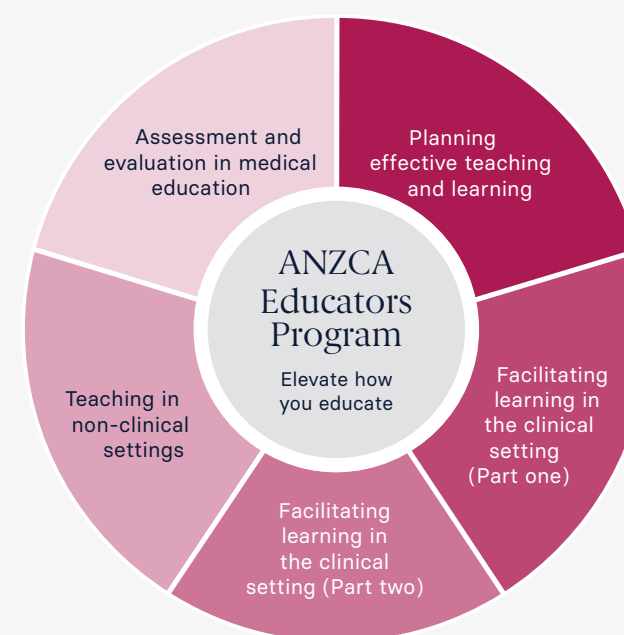 ANZCA
Educators
Program
Elevate how
you educate
Planning
effective teaching
and learning
Facilitating
learning in
the clinical
setting
(Part one)
Facilitating
learning in
the clinical
setting (Part two)
Teaching in
non-clinical
settings
Assessment and
evaluation in medical
education